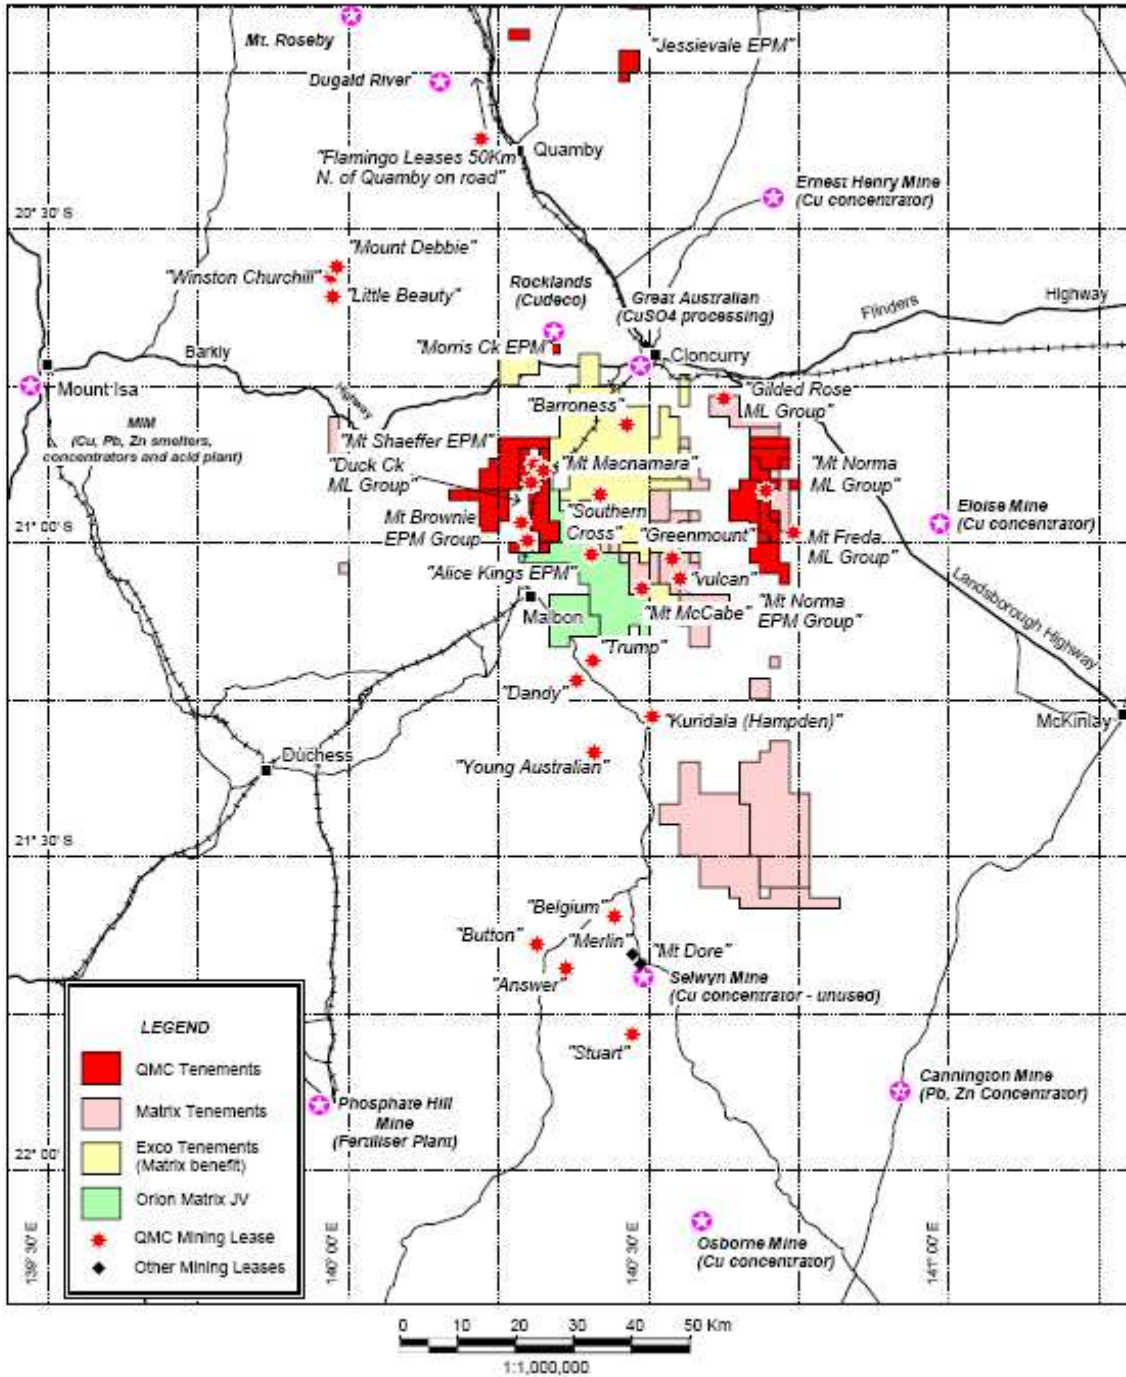 Mt. Roseby
"Jessievale EPM"
Dugald River
Quamby
"Flamingo Leases 50Km
N. of Quamby on road"
Ernest Henry Mine
(Cu concentrator)
20° 30' S
"Mount Debbie"
"Winston Churchill"
"Little Beauty"
Rocklands
(Cudeco)
Great Australian
(CuSO4 processing)
Flinders
Highway
Barkly
Highway
"Morris Ck EPM"
Cloncurry
Mount Isa
MIM
(Cu, Pb, Zn smelters,
concentrators and acid plant)
"Barroness"
"Gilded Rose
ML Group"
"Mt Shaeffer EPM"
"Duck Ck
ML Group"
"Mt Macnamara"
"Mt Norma
ML Group"
Mt Brownie
EPM Group
"Southern
Cross"
"Greenmount"
Eloise Mine
(Cu concentrator)
21° 00' S
"Mt Freda
ML Group"
"Alice Kings EPM"
"vulcan"
Landsborough Highway
Malbon
"Mt McCabe"
"Mt Norma
EPM Group"
"Trump"
"Dandy"
"Kuridala (Hampden)"
McKinlay
Duchess
"Young Australian"
21° 30' S
"Belgium"
"Button"
"Merlin"
"Mt Dore"
"Answer"
Selwyn Mine
(Cu concentrator - unused)
"Stuart"
Cannington Mine
(Pb, Zn Concentrator)
Phosphate Hill
Mine
(Fertiliser Plant)
LEGEND
QMC Tenements
Matrix Tenements
Exco Tenements
(Matrix benefit)
Orion Matrix JV
QMC Mining Lease
Other Mining Leases
22° 00' S
Osborne Mine
(Cu concentrator)
139° 30' E
140° 00' E
140° 30' E
141° 00' E
0 10 20 30 40 50 Km
1:1,000,000